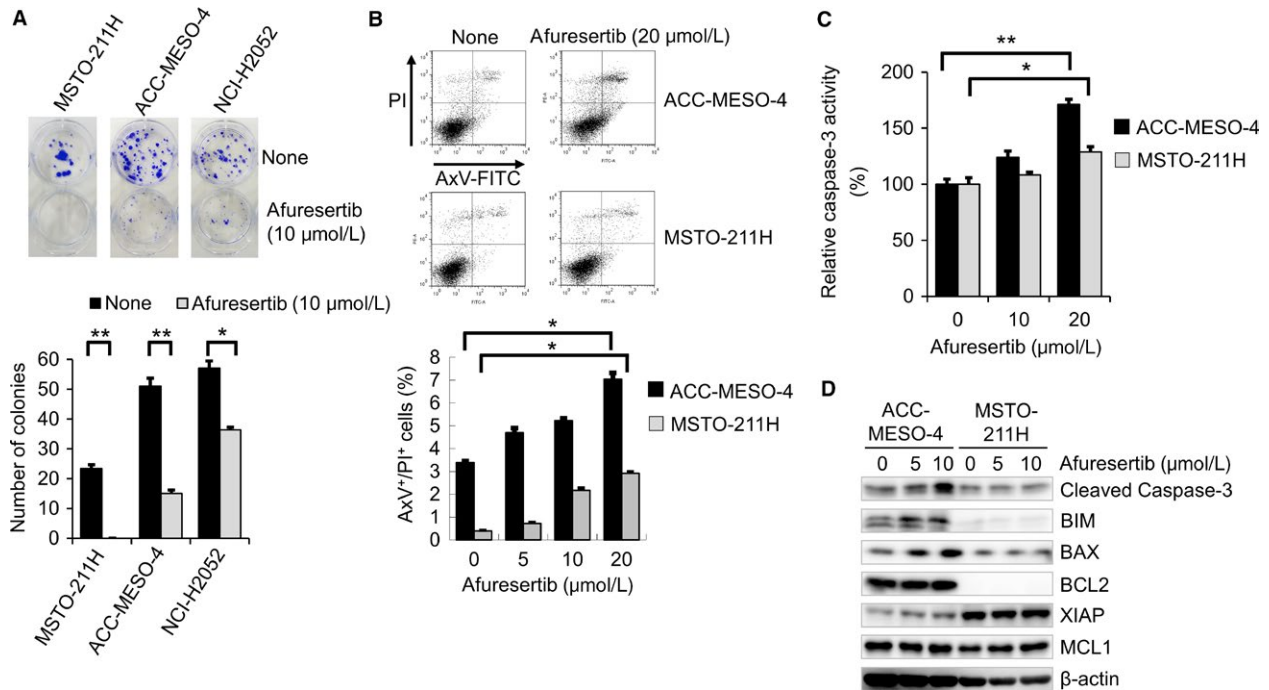 A
MSTO-211H
ACC-MESO-4
NCI-H2052
None
Afuresertib
(10 μmol/L)
None
Afuresertib (10 μmol/L)
**
**
*
Number of colonies
60
50
40
30
20
10
0
MSTO-211H
ACC-MESO-4
NCI-H2052
B
None
Afuresertib (20 μmol/L)
PI
ACC-MESO-4
AxV-FITC
MSTO-211H
FITC-A
FITC-A
*
*
AxV⁺/PI⁺ cells (%)
8
7
6
5
4
3
2
1
0
ACC-MESO-4
MSTO-211H
0 5 10 20
Afuresertib (μmol/L)
C
**
*
Relative caspase-3 activity
(%)
200
150
100
50
0
ACC-MESO-4
MSTO-211H
0 10 20
Afuresertib (μmol/L)
D
ACC-
MESO-4
MSTO-
211H
0 5 10 0 5 10 Afuresertib (μmol/L)
Cleaved Caspase-3
BIM
BAX
BCL2
XIAP
MCL1
β-actin